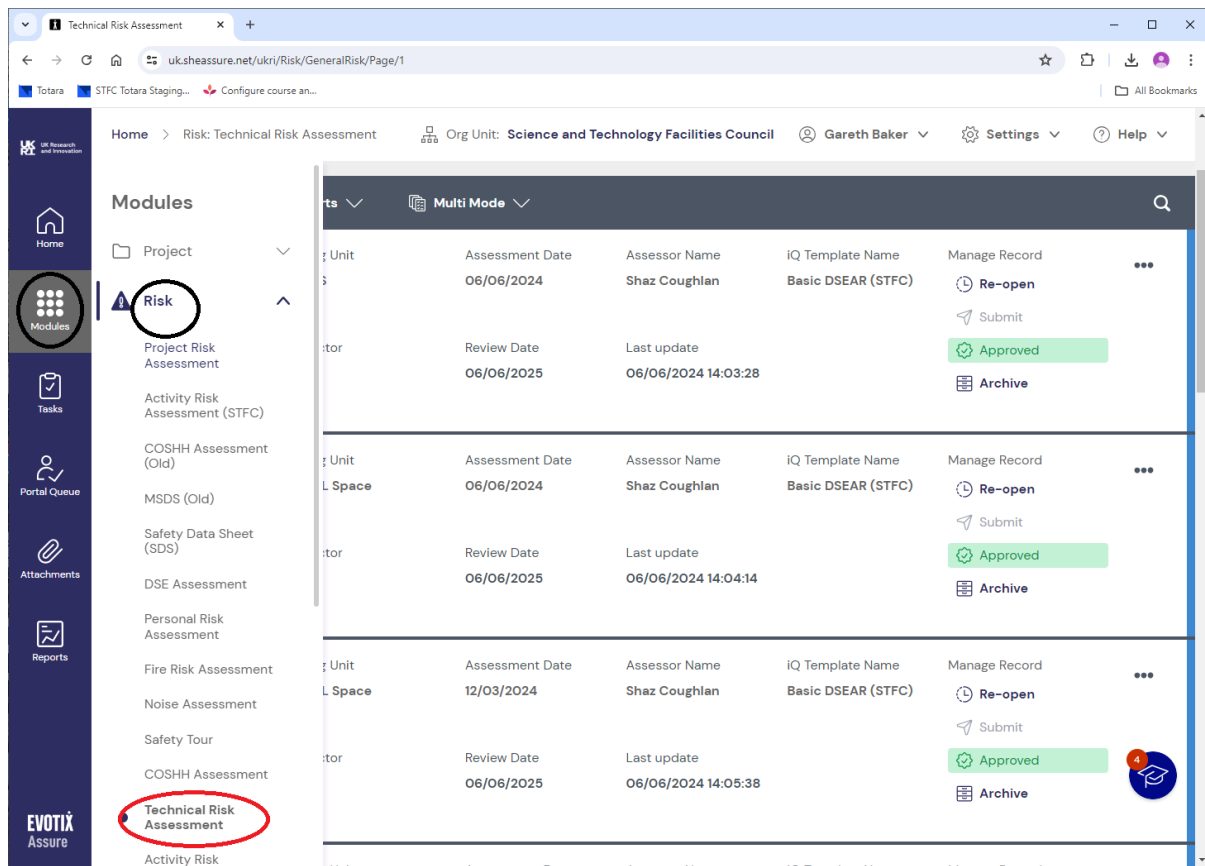 Technical Risk Assessment
uk.sheassure.net/ukri/Risk/GeneralRisk/Page/1
Totara STFC Totara Staging... Configure course an... All Bookmarks
UK RI UK Research and Innovation
Home > Risk: Technical Risk Assessment Org Unit: Science and Technology Facilities Council Gareth Baker Settings Help
Home
Modules
Tasks
Portal Queue
Attachments
Reports
EVOTIX
Assure
Modules
Project
Risk
Project Risk
Assessment
Activity Risk
Assessment (STFC)
COSHH Assessment
(Old)
MSDS (Old)
Safety Data Sheet
(SDS)
DSE Assessment
Personal Risk
Assessment
Fire Risk Assessment
Noise Assessment
Safety Tour
COSHH Assessment
Technical Risk
Assessment
Activity Risk
rts Multi Mode
g Unit Assessment Date Assessor Name iQ Template Name Manage Record
S 06/06/2024 Shaz Coughlan Basic DSEAR (STFC) Re-open
Submit
ctor Review Date Last update Approved
06/06/2025 06/06/2024 14:03:28 Archive
g Unit Assessment Date Assessor Name iQ Template Name Manage Record
L Space 06/06/2024 Shaz Coughlan Basic DSEAR (STFC) Re-open
Submit
ctor Review Date Last update Approved
06/06/2025 06/06/2024 14:04:14 Archive
g Unit Assessment Date Assessor Name iQ Template Name Manage Record
L Space 12/03/2024 Shaz Coughlan Basic DSEAR (STFC) Re-open
Submit
ctor Review Date Last update Approved
06/06/2025 06/06/2024 14:05:38 Archive
4